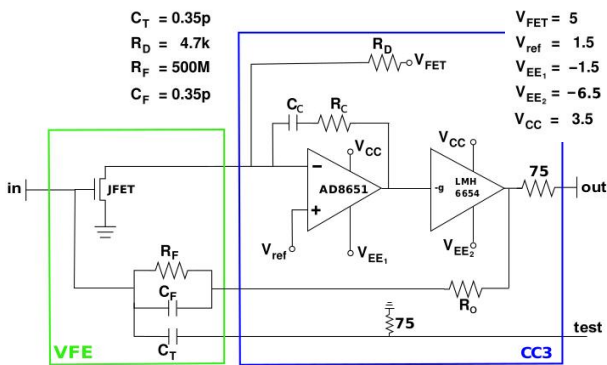 C_T = 0.35p
R_D = 4.7k
R_F = 500M
C_F = 0.35p
V_FET = 5
V_ref = 1.5
V_EE1 = −1.5
V_EE2 = −6.5
V_CC = 3.5
R_D
V_FET
C_C
R_C
V_CC
V_CC
in
JFET
−
AD8651
+
-g
LMH
6654
75
out
V_ref
V_EE1
V_EE2
R_F
C_F
R_O
75
test
C_T
VFE
CC3